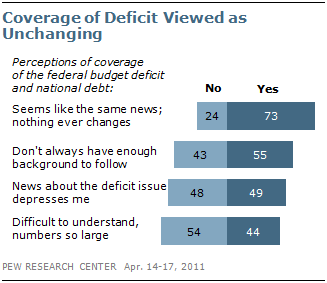 Coverage of Deficit Viewed as
Unchanging
Perceptions of coverage
of the federal budget deficit
and national debt:
No Yes
Seems like the same news;
nothing ever changes
24 73
Don't always have enough
background to follow
43 55
News about the deficit issue
depresses me
48 49
Difficult to understand,
numbers so large
54 44
PEW RESEARCH CENTER Apr. 14-17, 2011